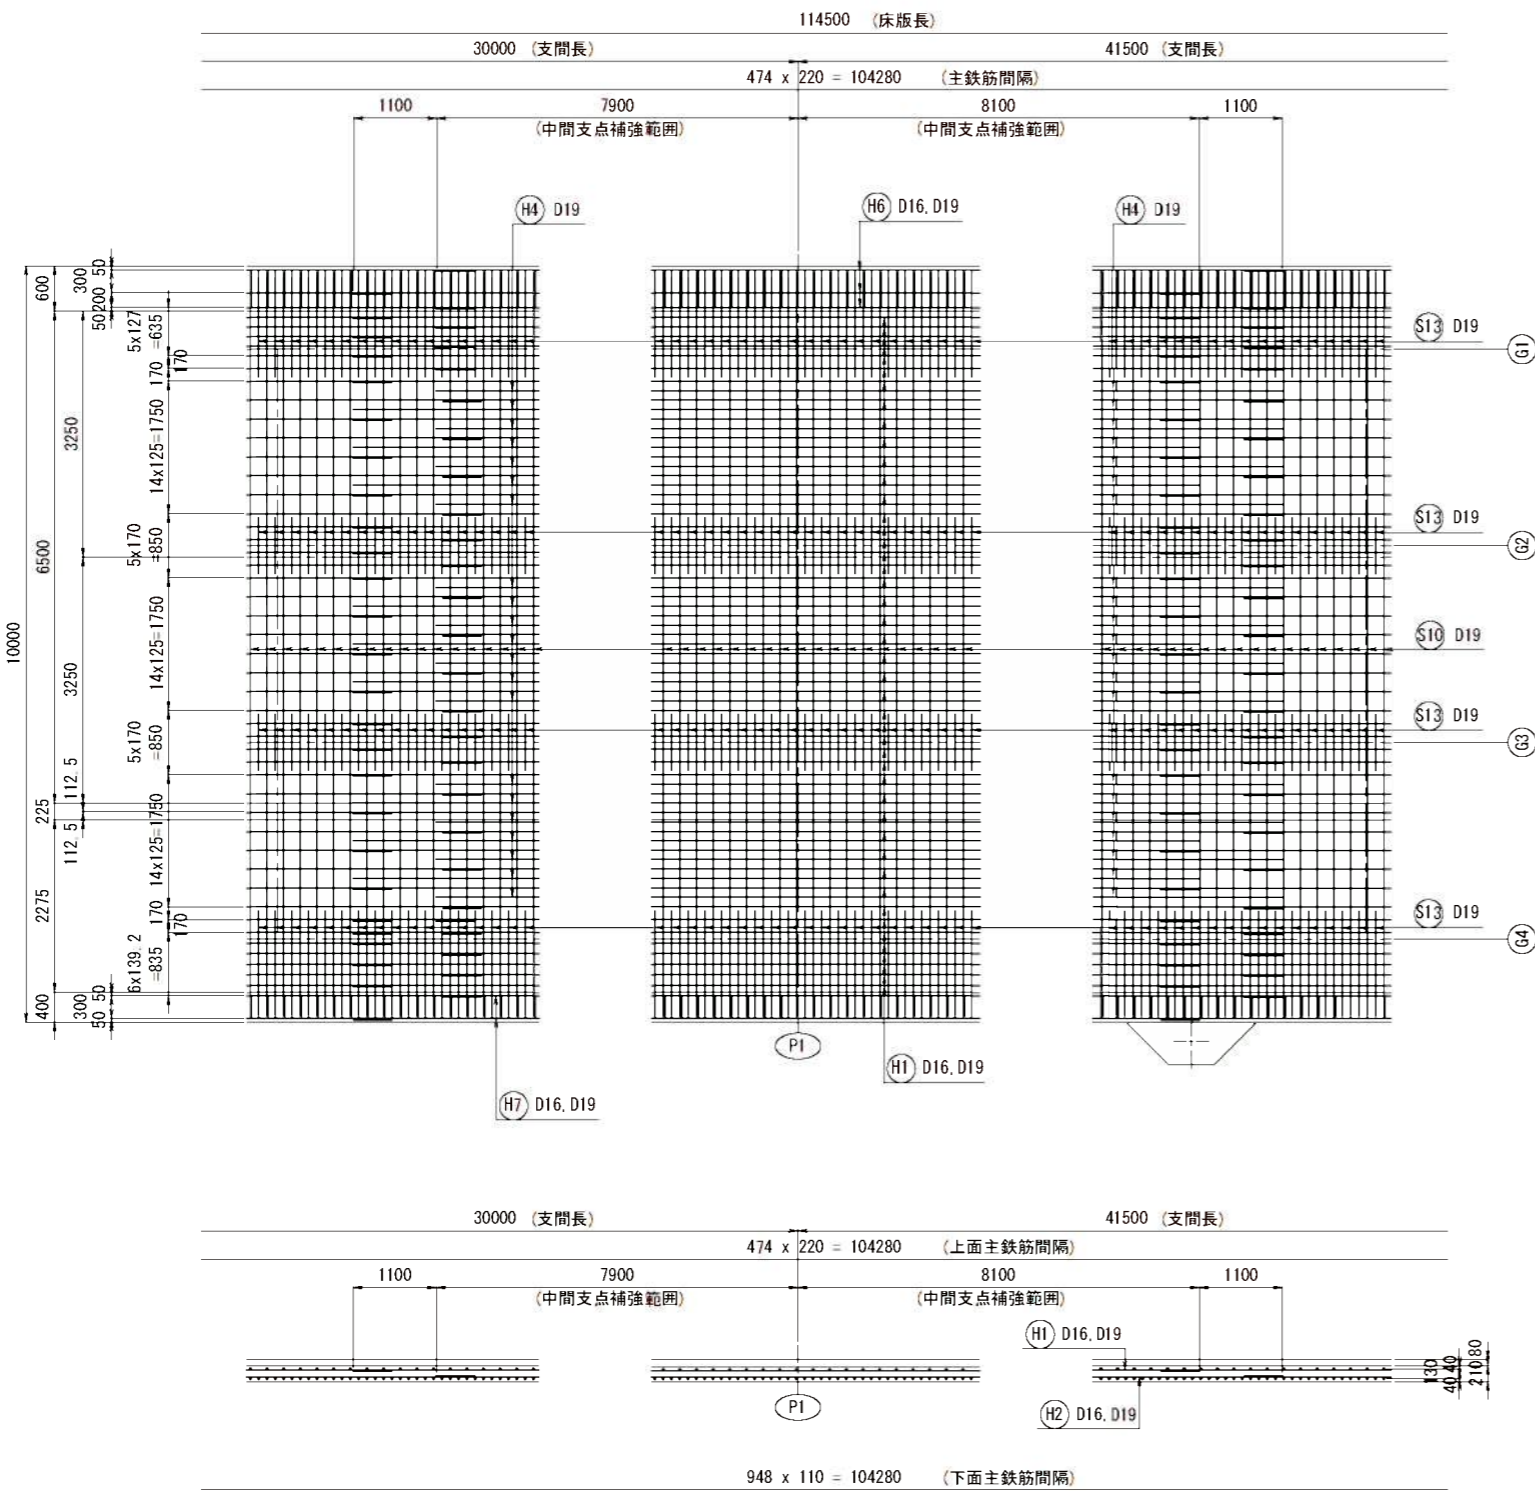 114500 (床版長)
30000 (支間長)
41500 (支間長)
474 x 220 = 104280 (主鉄筋間隔)
1100
7900
8100
1100
(中間支点補強範囲)
(中間支点補強範囲)
H4 D19
H6 D16,D19
H4 D19
10000
600
6500
225
2275
400
3250
3250
112.5
112.5
300
50
200
50
300
50
50
5x127
=635
170
170
14x125=1750
5x170
=850
14x125=1750
5x170
=850
14x125=1750
170
170
6x139.2
=835
S13 D19
G1
S13 D19
G2
S10 D19
S13 D19
G3
S13 D19
G4
P1
H1 D16,D19
H7 D16,D19
30000 (支間長)
41500 (支間長)
474 x 220 = 104280 (上面主鉄筋間隔)
1100
7900
8100
1100
(中間支点補強範囲)
(中間支点補強範囲)
H1 D16,D19
P1
H2 D16,D19
40
130
40
210
80
948 x 110 = 104280 (下面主鉄筋間隔)